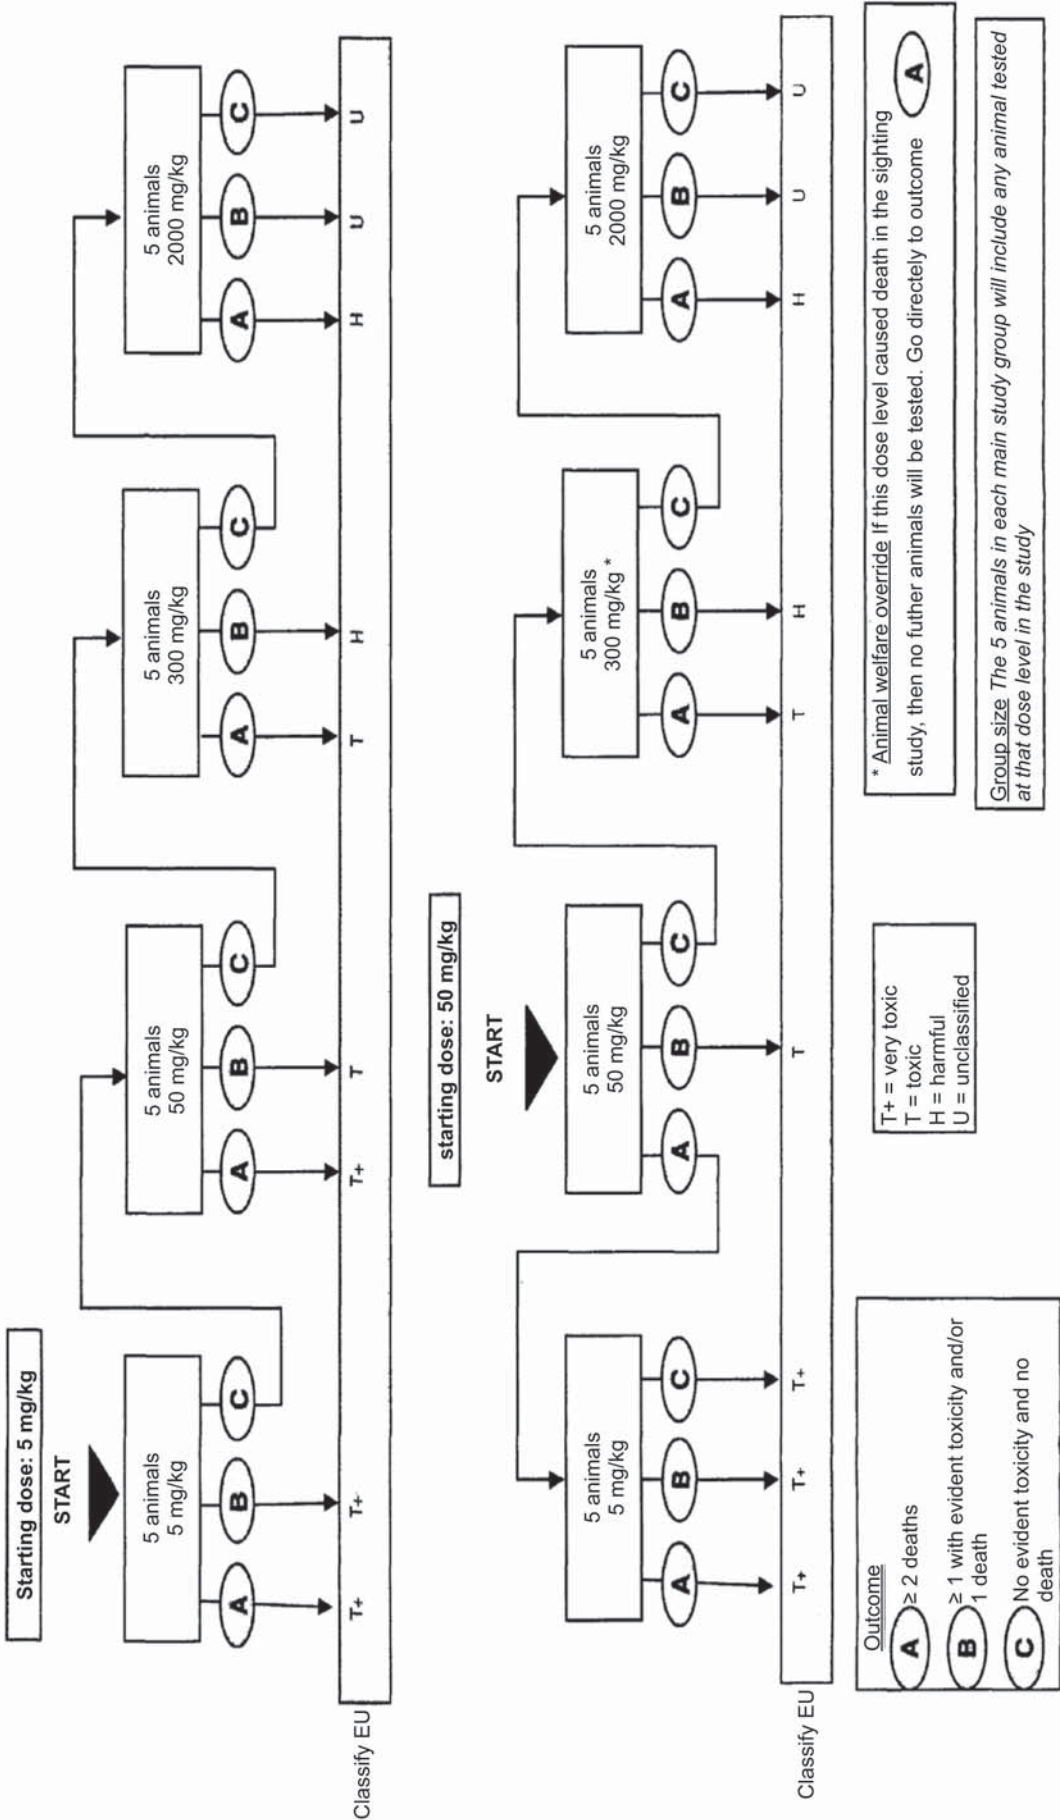 Starting dose: 5 mg/kg
START
5 animals
5 mg/kg
A
B
C
5 animals
50 mg/kg
A
B
C
5 animals
300 mg/kg
A
B
C
5 animals
2000 mg/kg
A
B
C
Classify EU
T+
T+
T+
T
T
H
H
U
U
starting dose: 50 mg/kg
START
5 animals
5 mg/kg
A
B
C
5 animals
50 mg/kg
A
B
C
5 animals
300 mg/kg *
A
B
C
5 animals
2000 mg/kg
A
B
C
Classify EU
T+
T+
T+
T
T
H
H
U
U
Outcome
A ≥ 2 deaths
B ≥ 1 with evident toxicity and/or
1 death
C No evident toxicity and no
death
T+ = very toxic
T = toxic
H = harmful
U = unclassified
* Animal welfare override If this dose level caused death in the sighting
study, then no futher animals will be tested. Go directely to outcome A
Group size The 5 animals in each main study group will include any animal tested
at that dose level in the study